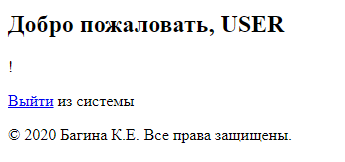 Добро пожаловать, USER
!
Выйти из системы
© 2020 Багина К.Е. Все права защищены.